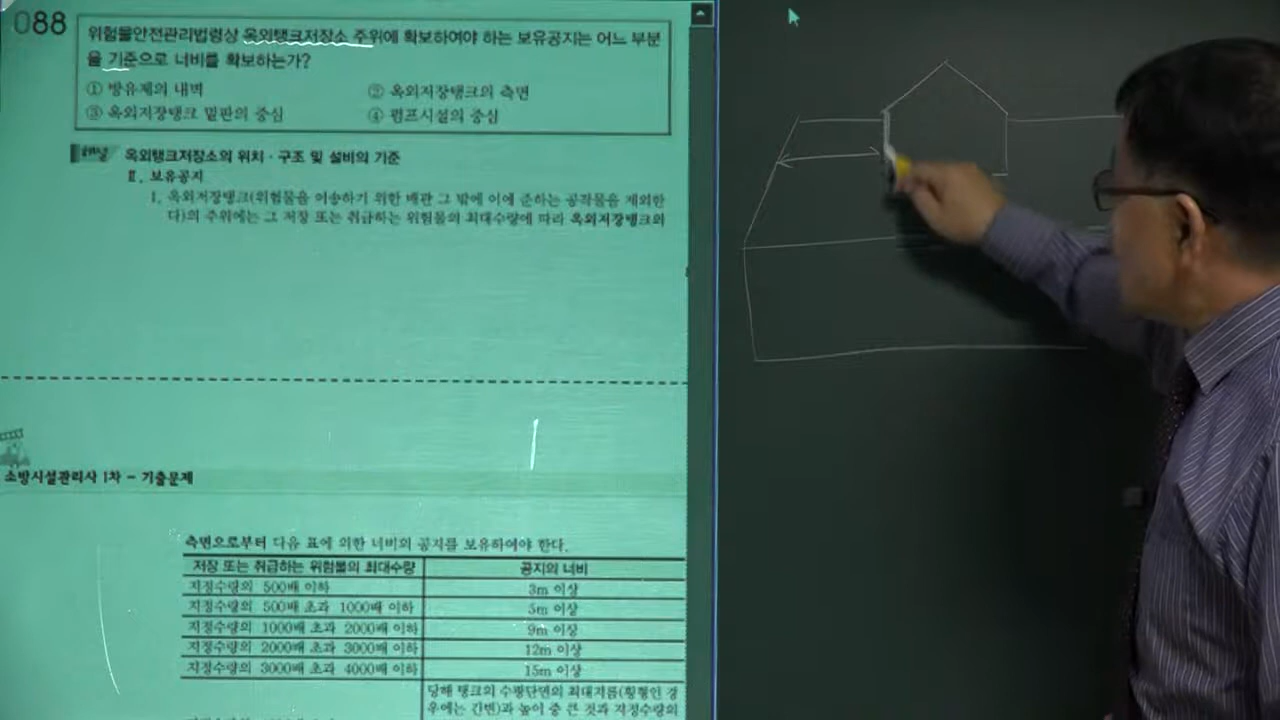 088
위험물안전관리법령상 옥외탱크저장소 주위에 확보하여야 하는 보유공지는 어느 부분
을 기준으로 너비를 확보하는가?
① 방유제의 내벽 ② 옥외저장탱크의 측면
③ 옥외저장탱크 밑판의 중심 ④ 펌프시설의 중심
해설 옥외탱크저장소의 위치·구조 및 설비의 기준
Ⅱ. 보유공지
1. 옥외저장탱크(위험물을 이송하기 위한 배관 그 밖에 이에 준하는 공작물을 제외한
다)의 주위에는 그 저장 또는 취급하는 위험물의 최대수량에 따라 옥외저장탱크의
소방시설관리사 1차 - 기출문제
측면으로부터 다음 표에 의한 너비의 공지를 보유하여야 한다.
저장 또는 취급하는 위험물의 최대수량 공지의 너비
지정수량의 500배 이하 3m 이상
지정수량의 500배 초과 1000배 이하 5m 이상
지정수량의 1000배 초과 2000배 이하 9m 이상
지정수량의 2000배 초과 3000배 이하 12m 이상
지정수량의 3000배 초과 4000배 이하 15m 이상
당해 탱크의 수평단면의 최대지름(횡형인 경
우에는 긴변)과 높이 중 큰 것과 지정수량의